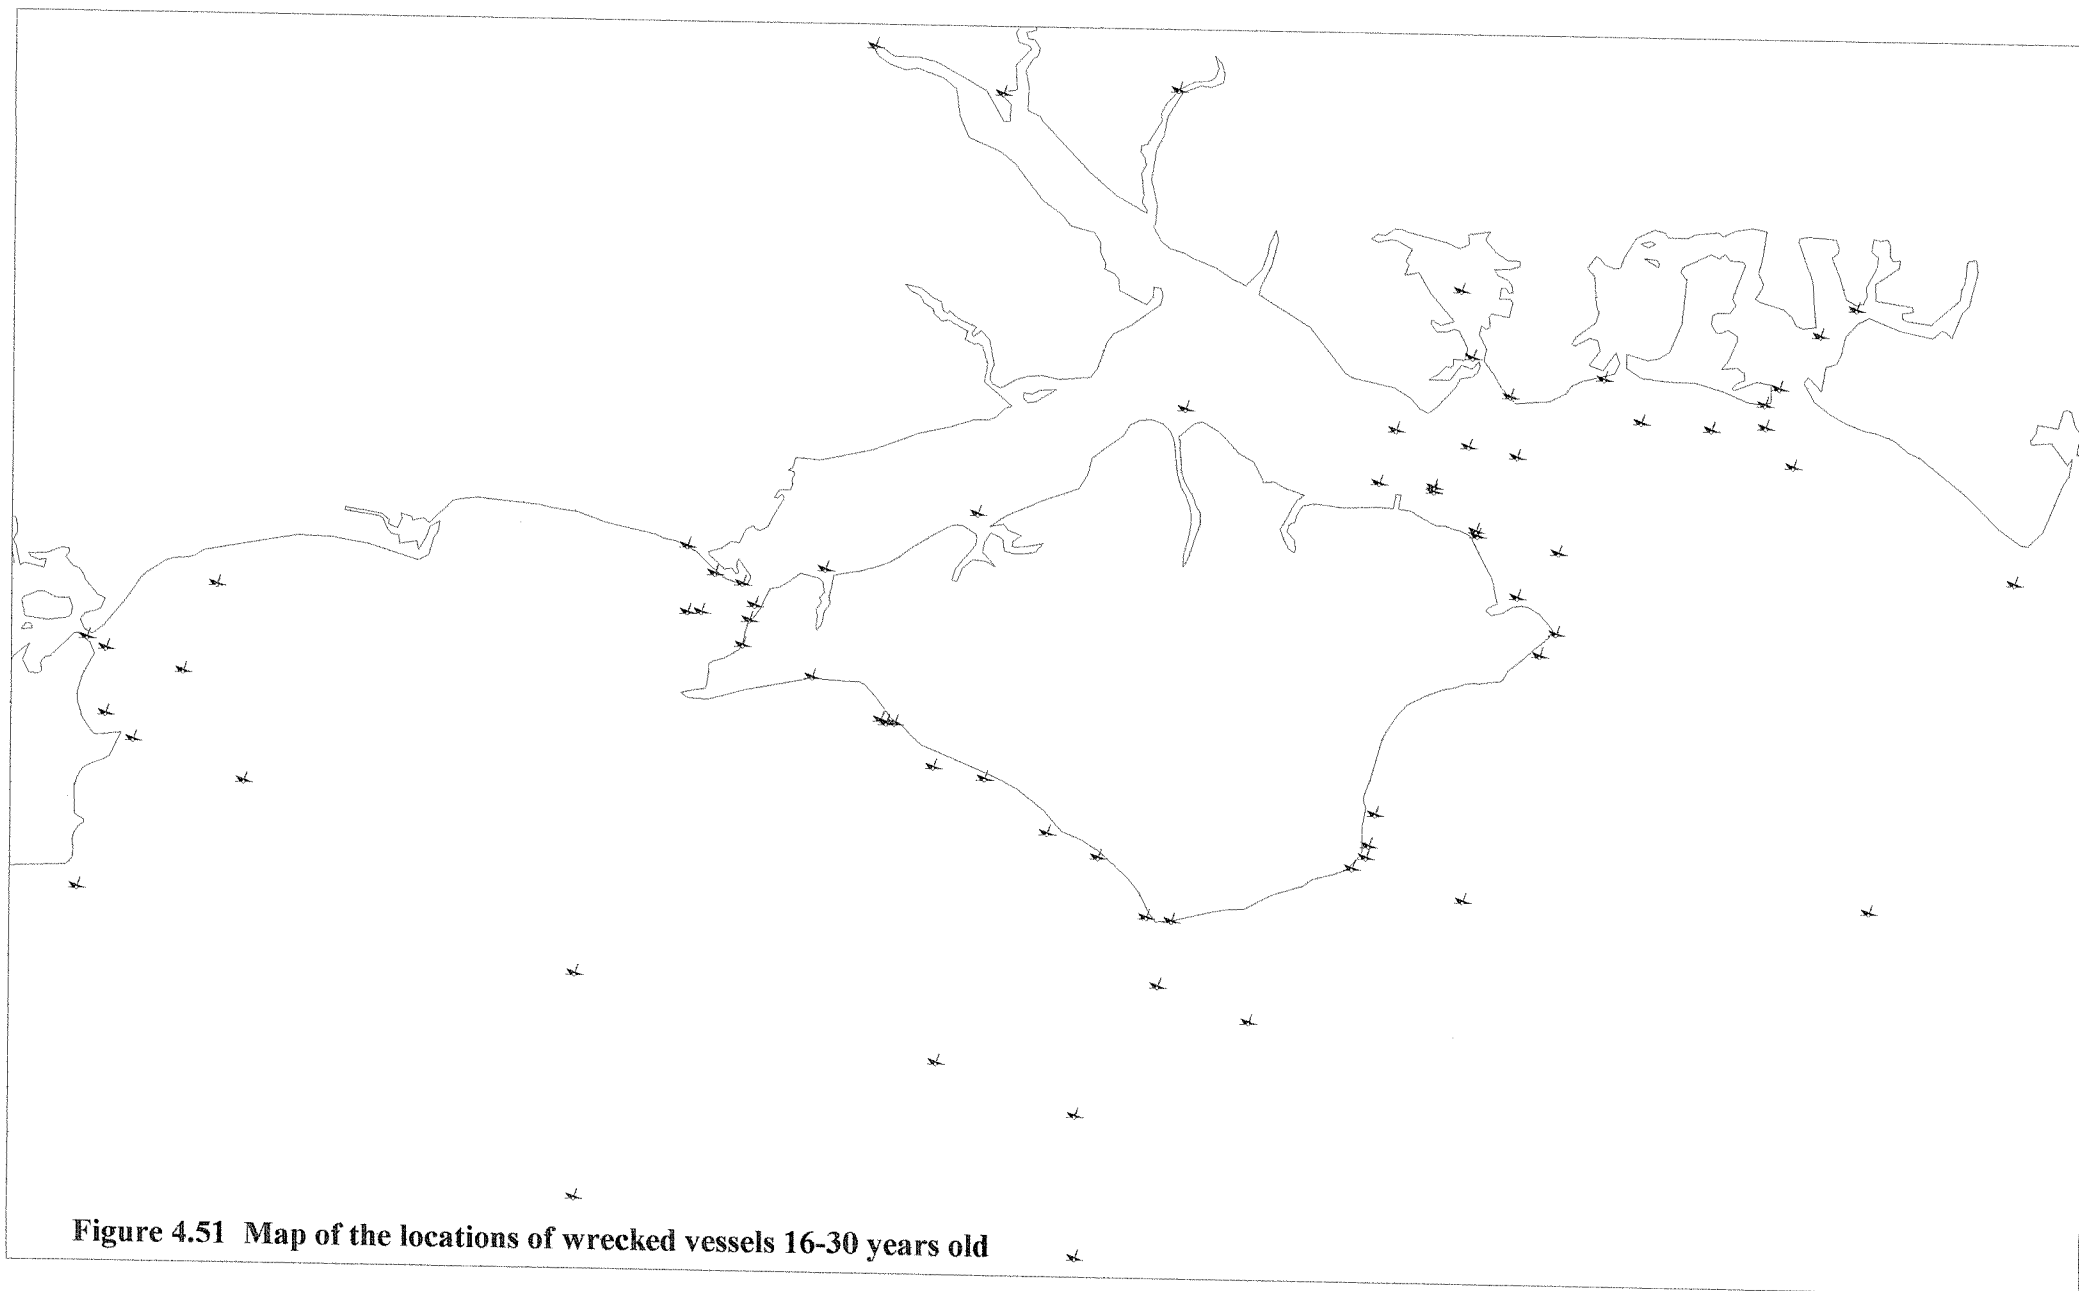 Figure 4.51  Map of the locations of wrecked vessels 16-30 years old